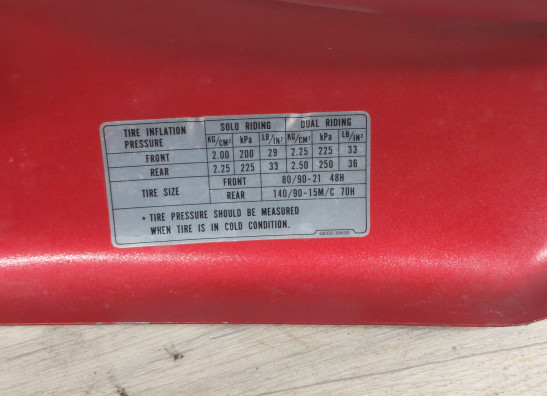 TIRE INFLATION PRESSURE SOLO RIDING DUAL RIDING
KG/CM² kPa LB/IN² KG/CM² kPa LB/IN²
FRONT 2.00 200 29 2.25 225 33
REAR 2.25 225 33 2.50 250 36
TIRE SIZE FRONT 80/90-21 48H
REAR 140/90-15M/C 70H
* TIRE PRESSURE SHOULD BE MEASURED
WHEN TIRE IS IN COLD CONDITION.